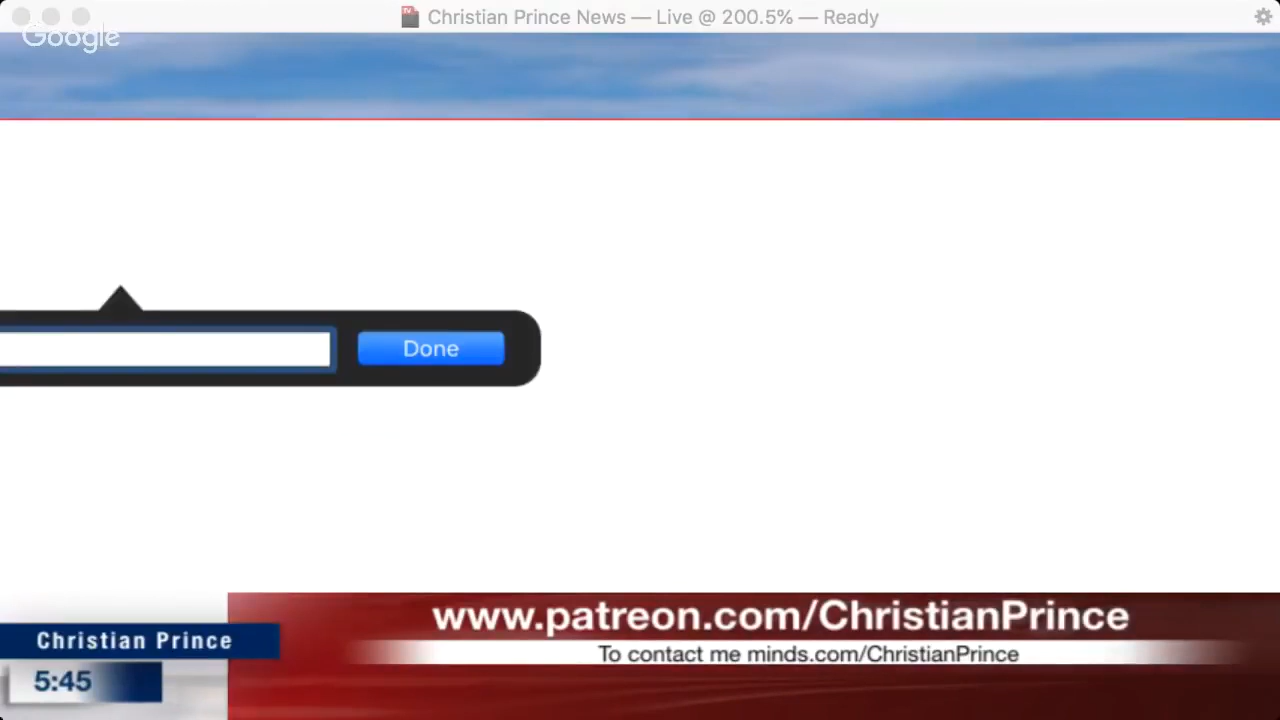 Christian Prince News — Live @ 200.5% — Ready
Google
Done
www.patreon.com/ChristianPrince
To contact me minds.com/ChristianPrince
Christian Prince
5:45